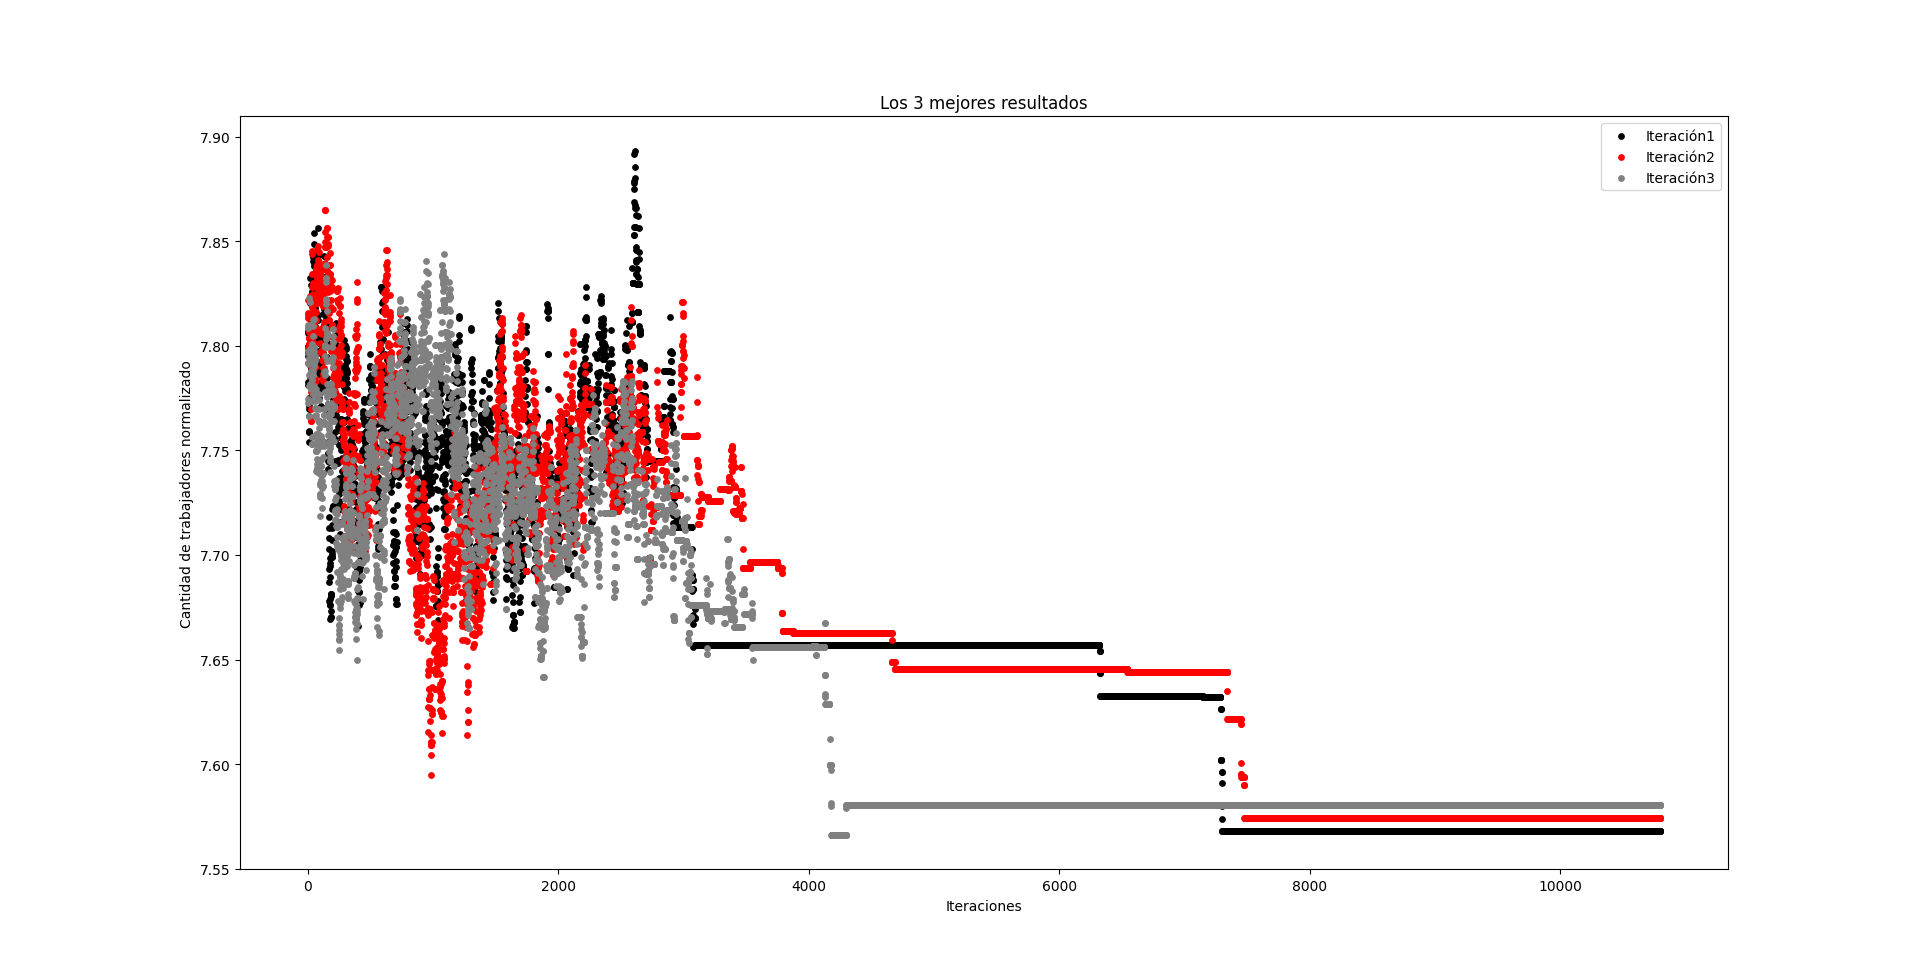 Los 3 mejores resultados
Iteración1
Iteración2
Iteración3
Cantidad de trabajadores normalizado
7.90
7.85
7.80
7.75
7.70
7.65
7.60
7.55
0
2000
4000
6000
8000
10000
Iteraciones